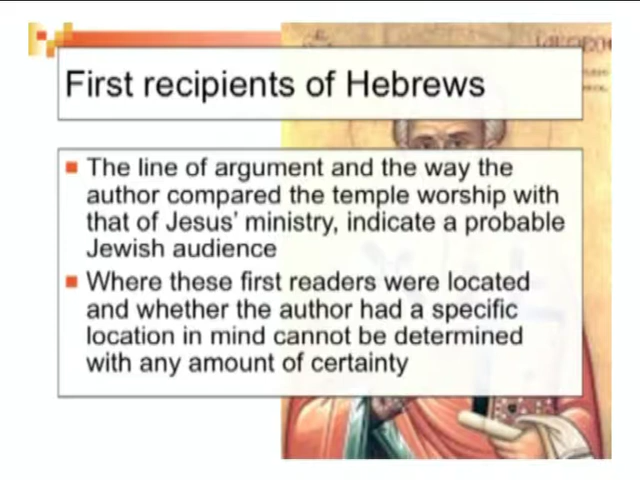 First recipients of Hebrews
The line of argument and the way the
author compared the temple worship with
that of Jesus’ ministry, indicate a probable
Jewish audience
Where these first readers were located
and whether the author had a specific
location in mind cannot be determined
with any amount of certainty